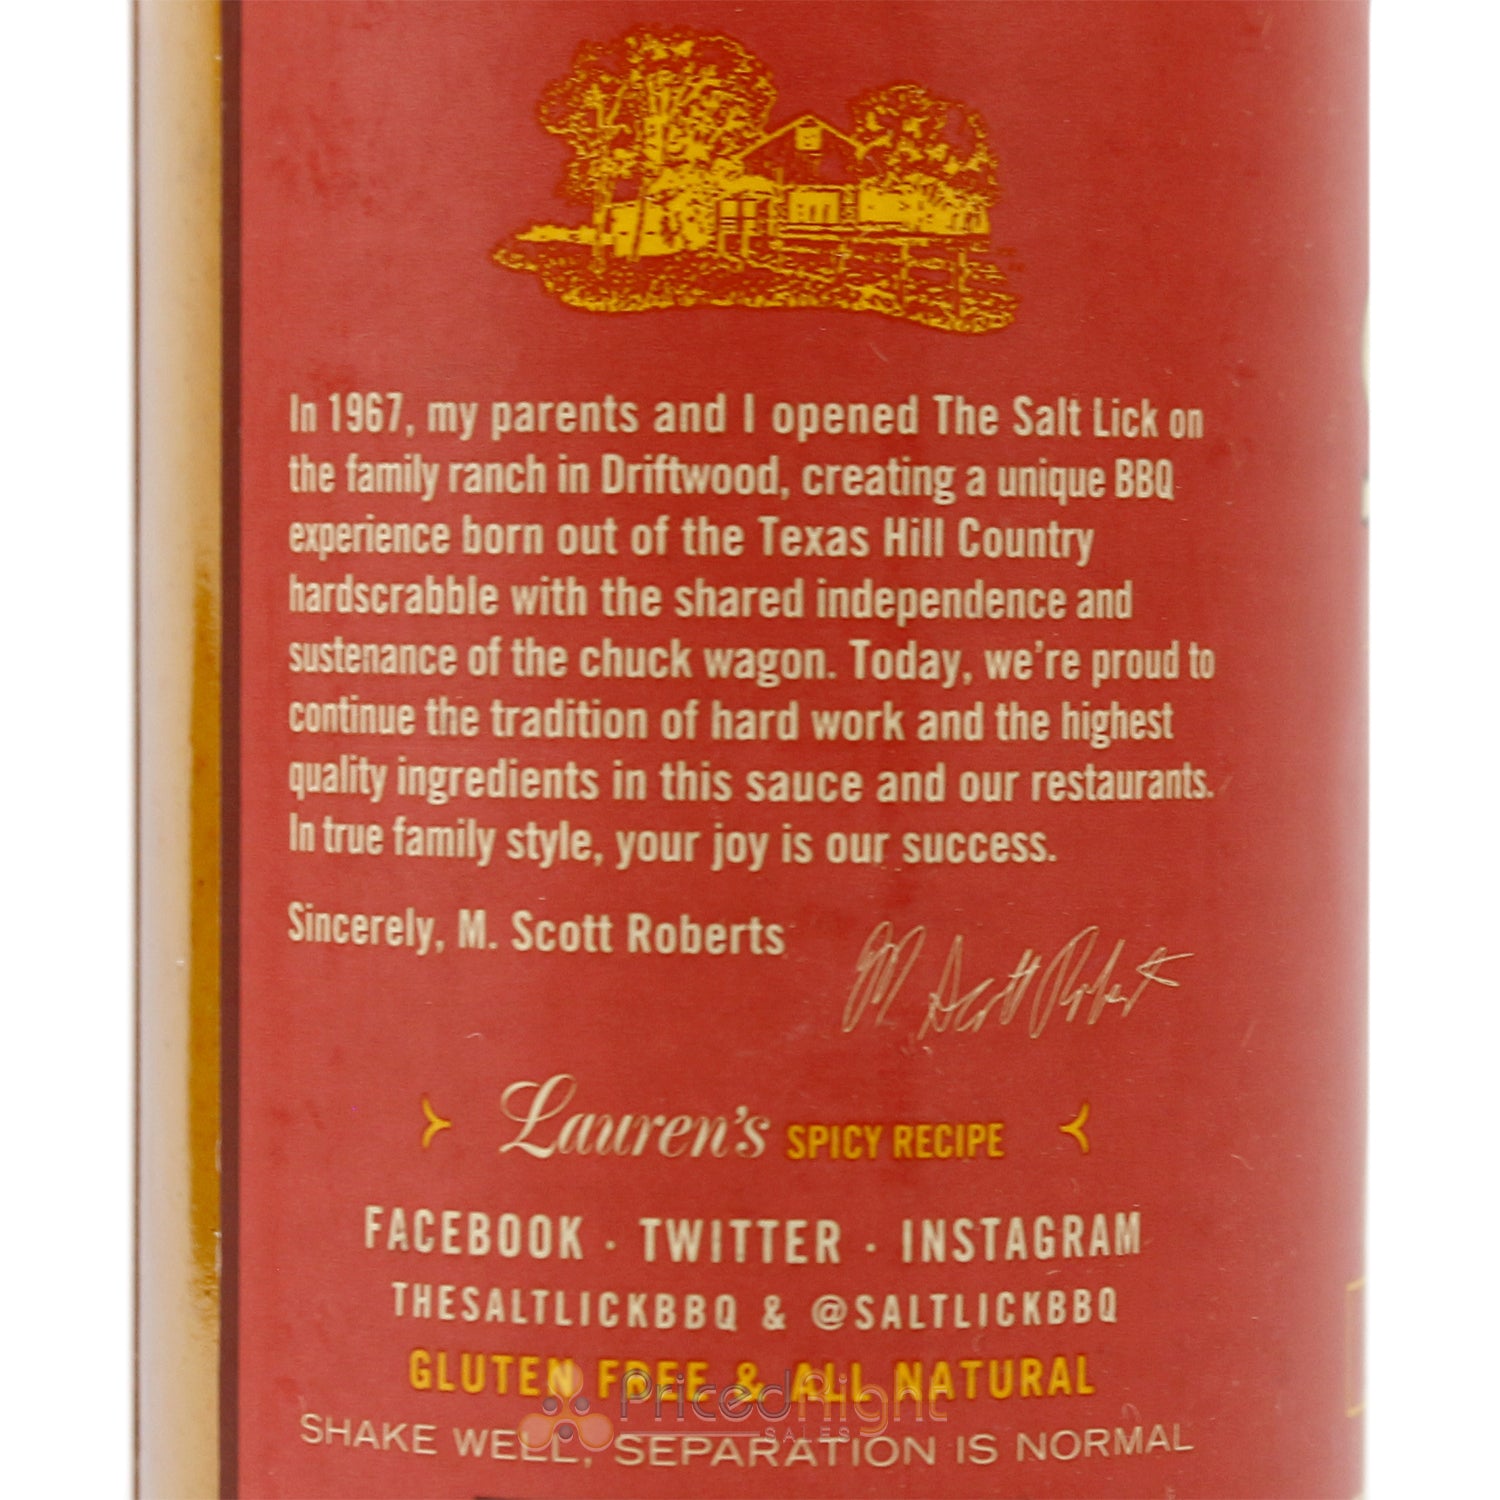 In 1967, my parents and I opened The Salt Lick on
the family ranch in Driftwood, creating a unique BBQ
experience born out of the Texas Hill Country
hardscrabble with the shared independence and
sustenance of the chuck wagon. Today, we're proud to
continue the tradition of hard work and the highest
quality ingredients in this sauce and our restaurants.
In true family style, your joy is our success.
Sincerely, M. Scott Roberts
M Scott Roberts
Lauren's SPICY RECIPE
FACEBOOK · TWITTER · INSTAGRAM
THESALTLICKBBQ & @SALTLICKBBQ
GLUTEN FREE & ALL NATURAL
PricedRight
SALES
SHAKE WELL, SEPARATION IS NORMAL